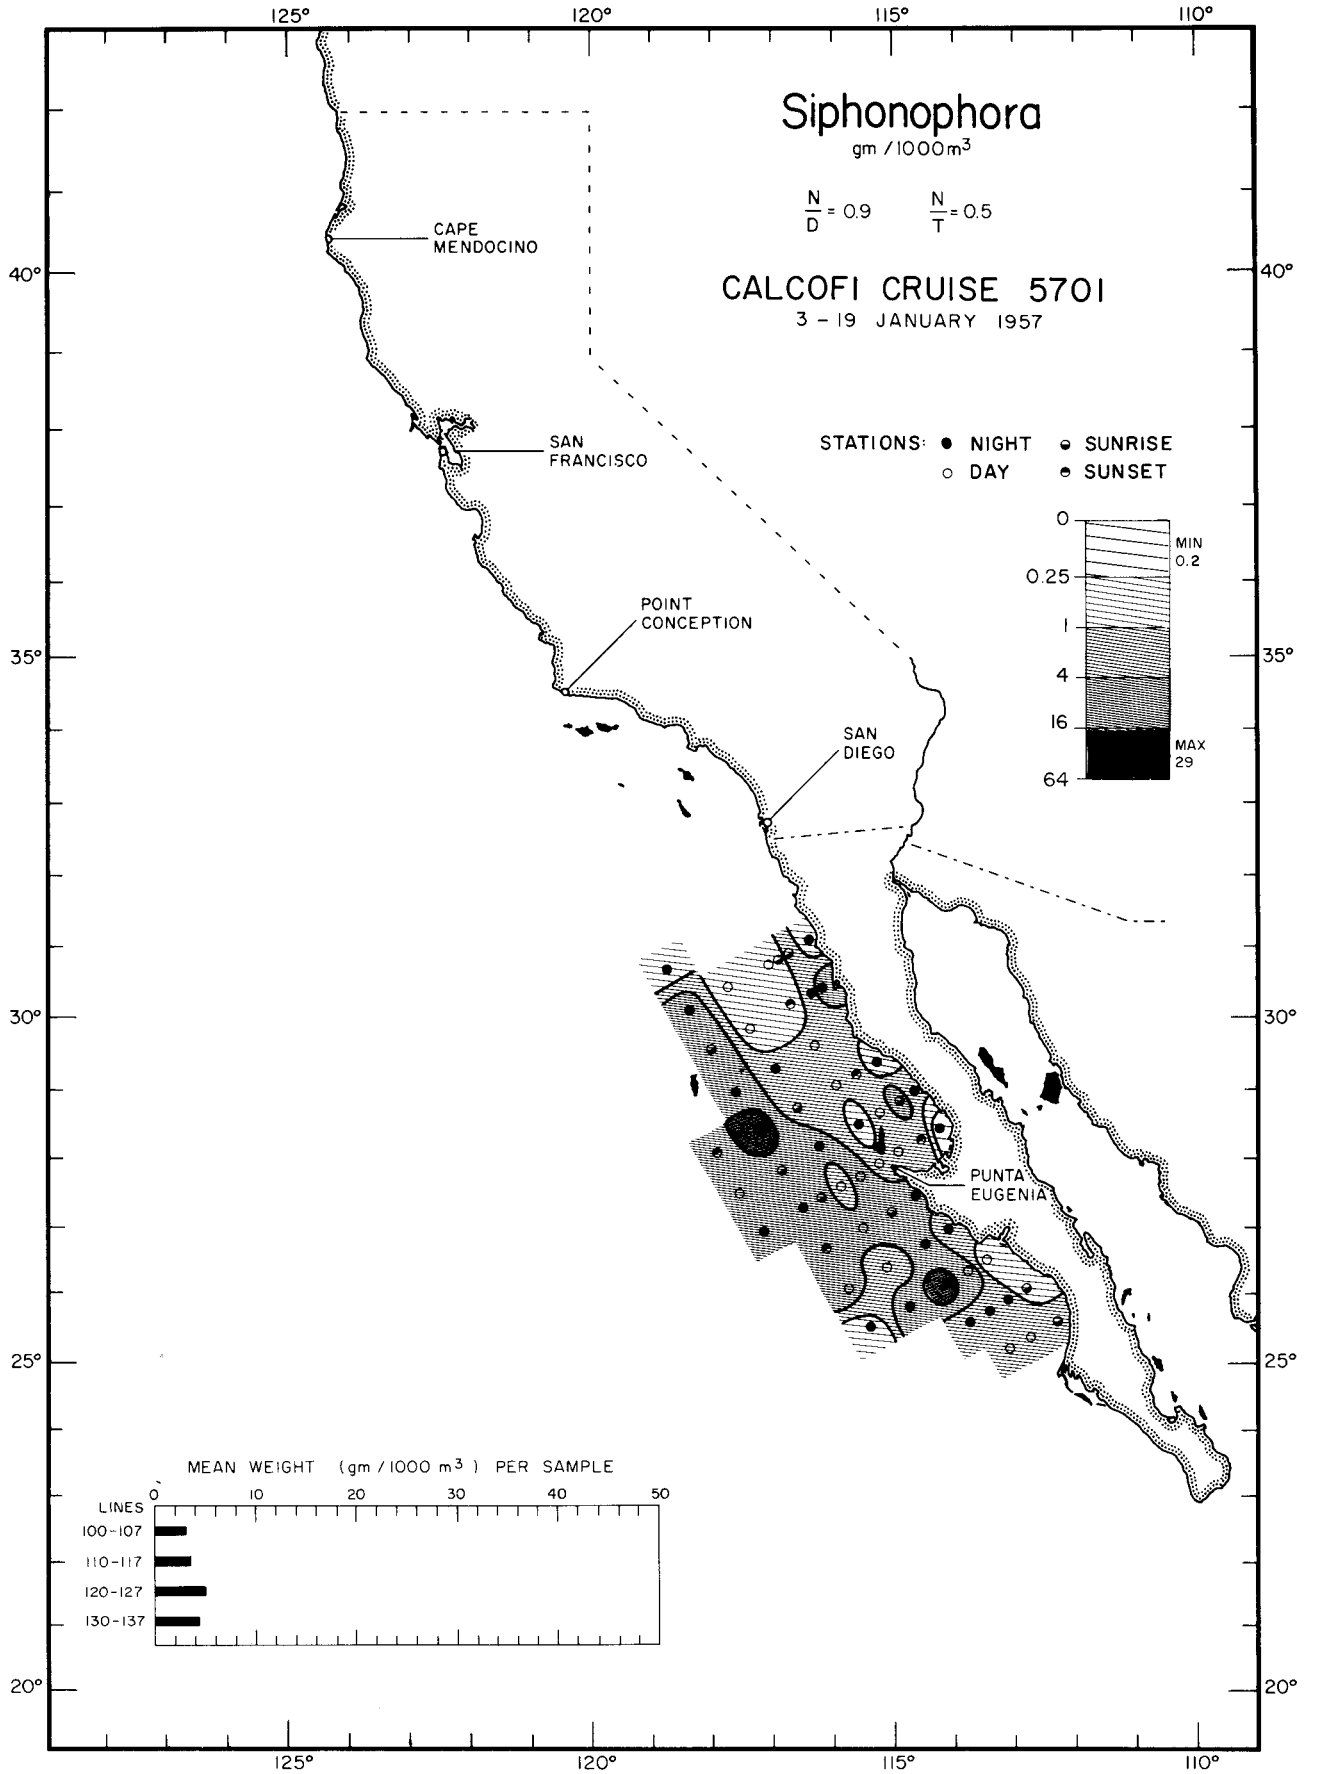 125° 120° 115° 110°
Siphonophora
gm /1000m³
N/D = 0.9 N/T = 0.5
CAPE
MENDOCINO
40° 40°
CALCOFI CRUISE 5701
3 – 19 JANUARY 1957
STATIONS: ● NIGHT ◒ SUNRISE
○ DAY ◓ SUNSET
SAN
FRANCISCO
0
MIN
0.2
0.25
1
4
16
MAX
29
64
POINT
CONCEPTION
35° 35°
SAN
DIEGO
30° 30°
PUNTA
EUGENIA
25° 25°
MEAN WEIGHT (gm / 1000 m³ ) PER SAMPLE
LINES 0 10 20 30 40 50
100–107
110–117
120–127
130–137
20° 20°
125° 120° 115° 110°